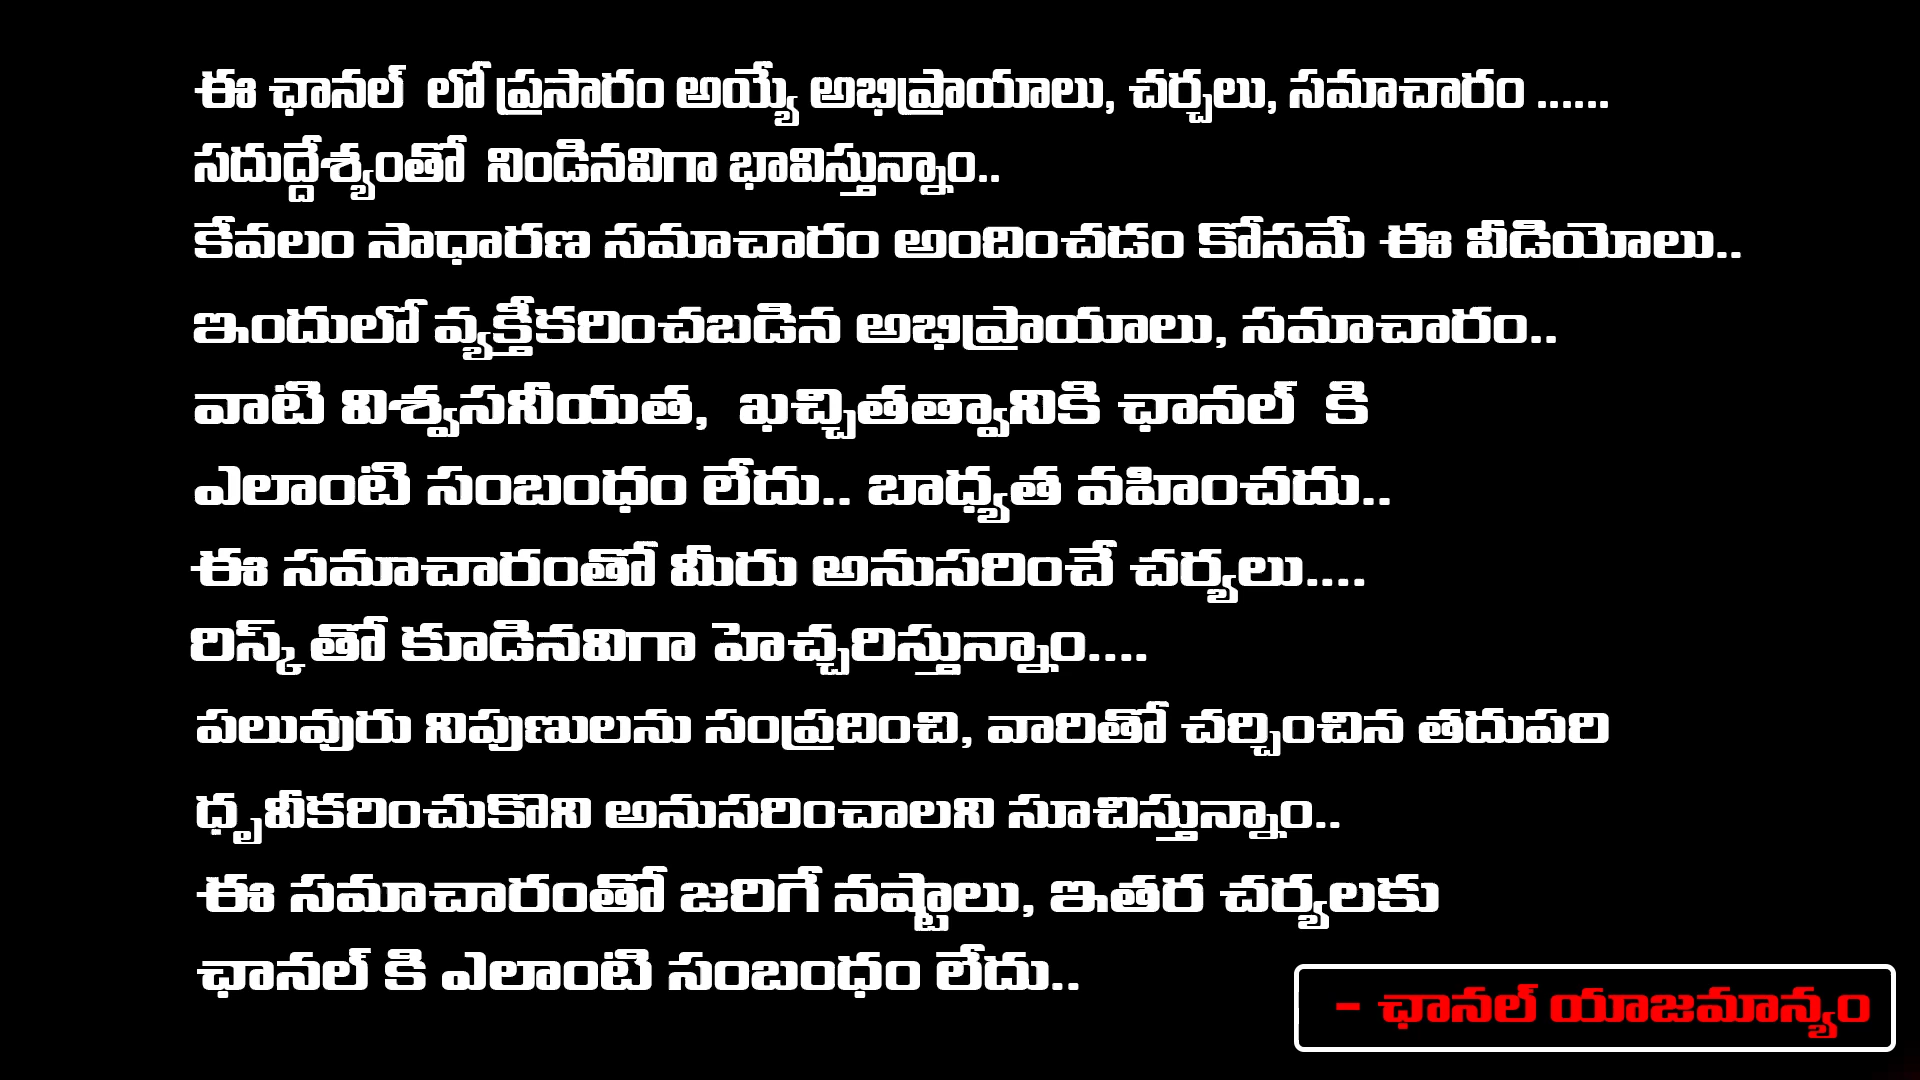 ఈ ఛానల్ లో ప్రసారం అయ్యే అభిప్రాయాలు, చర్చలు, సమాచారం ......
సదుద్దేశ్యంతో నిండినవిగా భావిస్తున్నాం..
కేవలం సాధారణ సమాచారం అందించడం కోసమే ఈ వీడియోలు..
ఇందులో వ్యక్తీకరించబడిన అభిప్రాయాలు, సమాచారం..
వాటి విశ్వసనీయత, ఖచ్చితత్వానికి ఛానల్ కి
ఎలాంటి సంబంధం లేదు.. బాధ్యత వహించదు..
ఈ సమాచారంతో మీరు అనుసరించే చర్యలు....
రిస్క్ తో కూడినవిగా హెచ్చరిస్తున్నాం....
పలువురు నిపుణులను సంప్రదించి, వారితో చర్చించిన తదుపరి
ధృవీకరించుకొని అనుసరించాలని సూచిస్తున్నాం..
ఈ సమాచారంతో జరిగే నష్టాలు, ఇతర చర్యలకు
ఛానల్ కి ఎలాంటి సంబంధం లేదు..
- ఛానల్ యాజమాన్యం